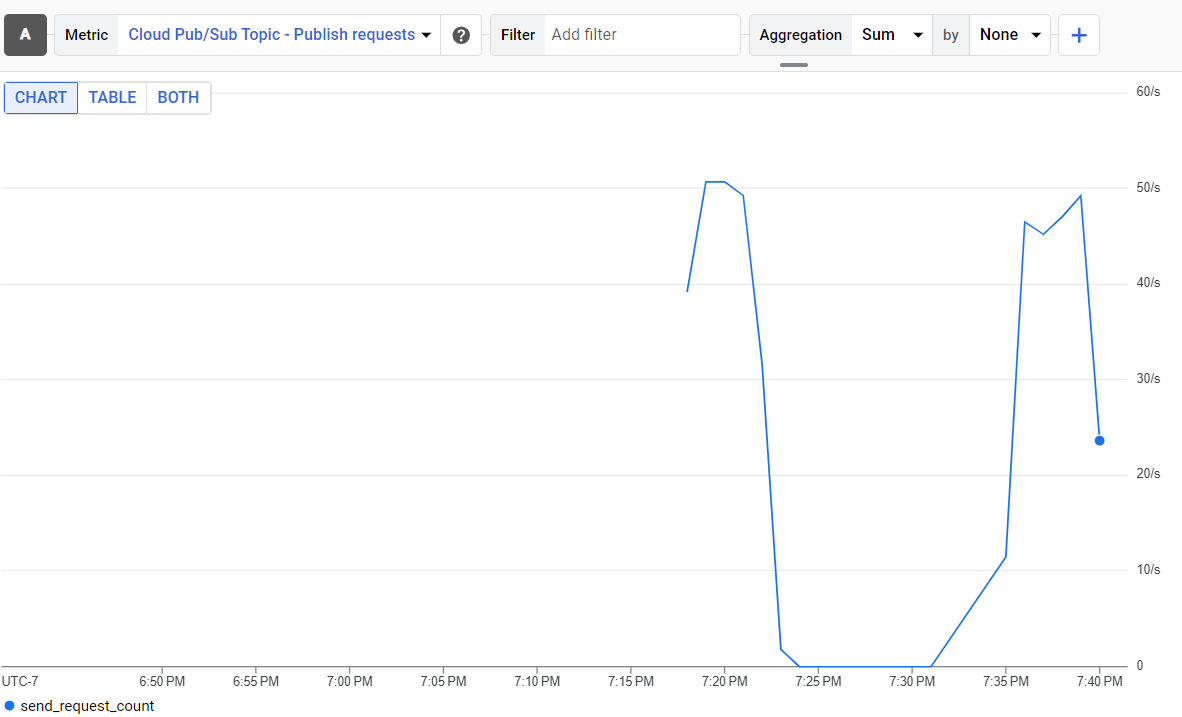 A Metric Cloud Pub/Sub Topic - Publish requests ? Filter Add filter Aggregation Sum by None +
CHART TABLE BOTH
60/s
50/s
40/s
30/s
20/s
10/s
0
UTC-7 6:50 PM 6:55 PM 7:00 PM 7:05 PM 7:10 PM 7:15 PM 7:20 PM 7:25 PM 7:30 PM 7:35 PM 7:40 PM
send_request_count